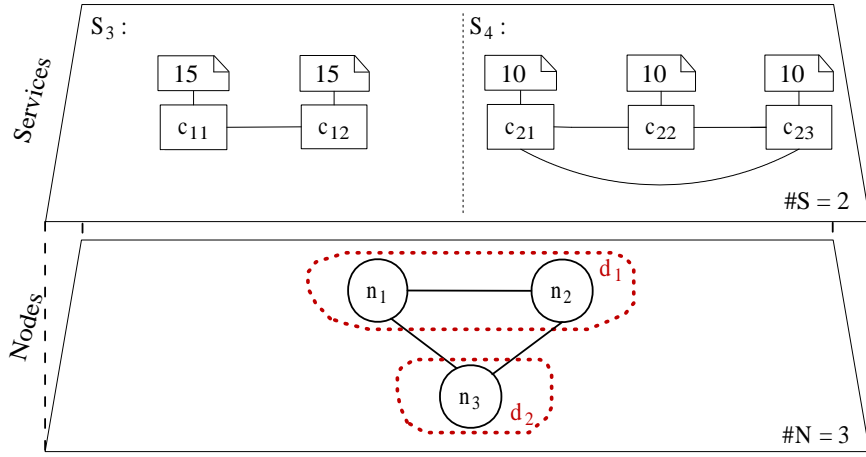 S3 : S4 :
15 15 10 10 10
c11 c12 c21 c22 c23
Services
#S = 2
d1
n1 n2
Nodes
n3
d2
#N = 3